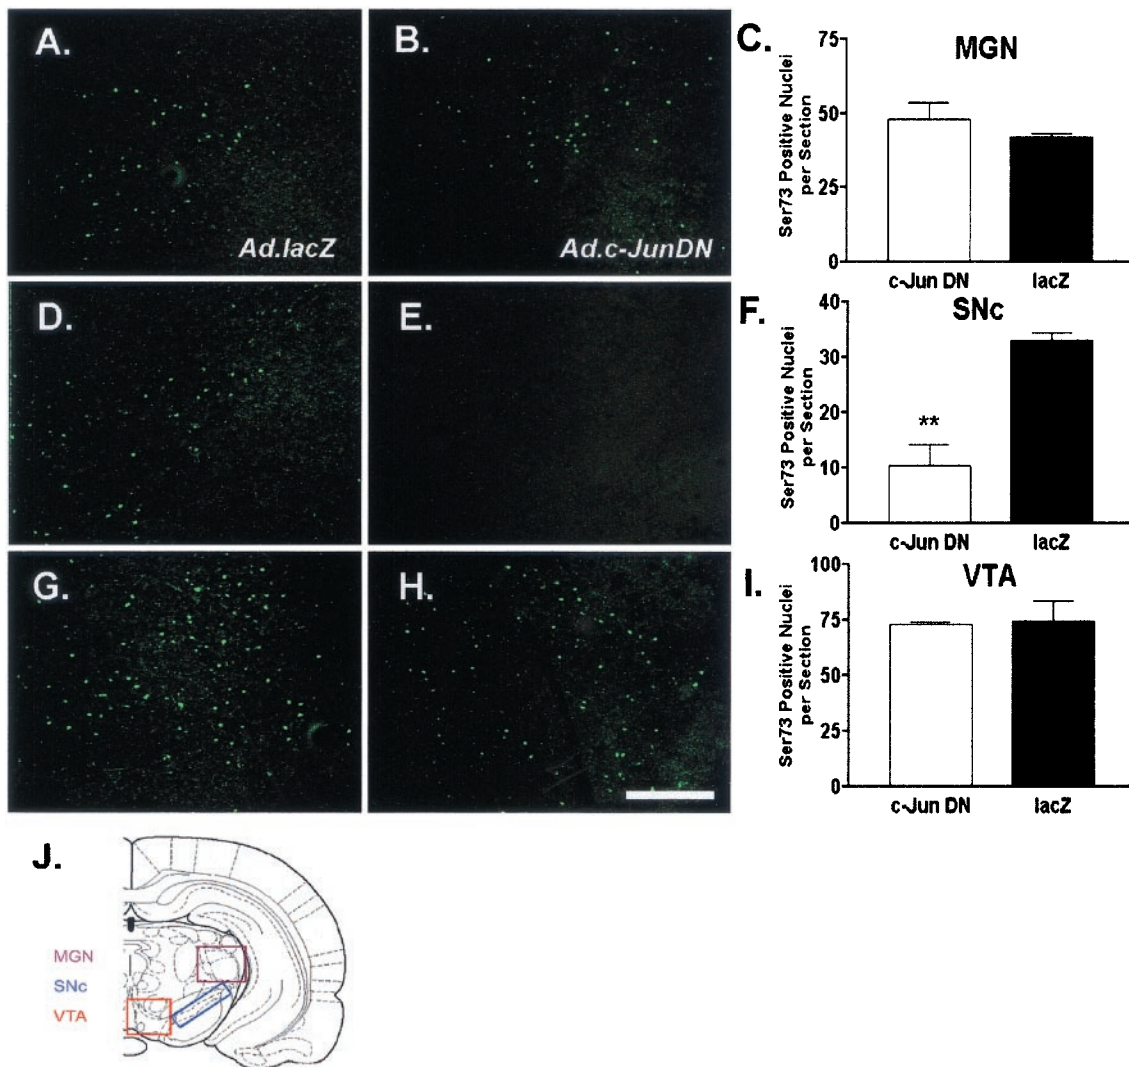 A.
Ad.lacZ
B.
Ad.c-JunDN
C.
MGN
Ser73 Positive Nuclei
per Section
75
50
25
0
c-Jun DN
lacZ
D.
E.
F.
SNc
Ser73 Positive Nuclei
per Section
40
30
20
10
0
**
c-Jun DN
lacZ
G.
H.
I.
VTA
Ser73 Positive Nuclei
per Section
100
75
50
25
0
c-Jun DN
lacZ
J.
MGN
SNc
VTA